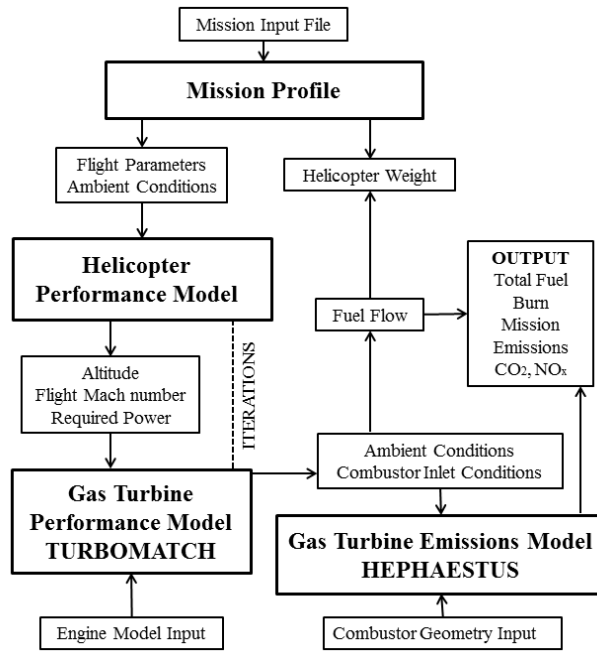 Mission Input File
Mission Profile
Flight Parameters
Ambient Conditions
Helicopter Weight
Helicopter
Performance Model
OUTPUT
Total Fuel
Burn
Mission
Emissions
CO2, NOx
Fuel Flow
ITERATIONS
Altitude
Flight Mach number
Required Power
Ambient Conditions
Combustor Inlet Conditions
Gas Turbine
Performance Model
TURBOMATCH
Gas Turbine Emissions Model
HEPHAESTUS
Engine Model Input
Combustor Geometry Input